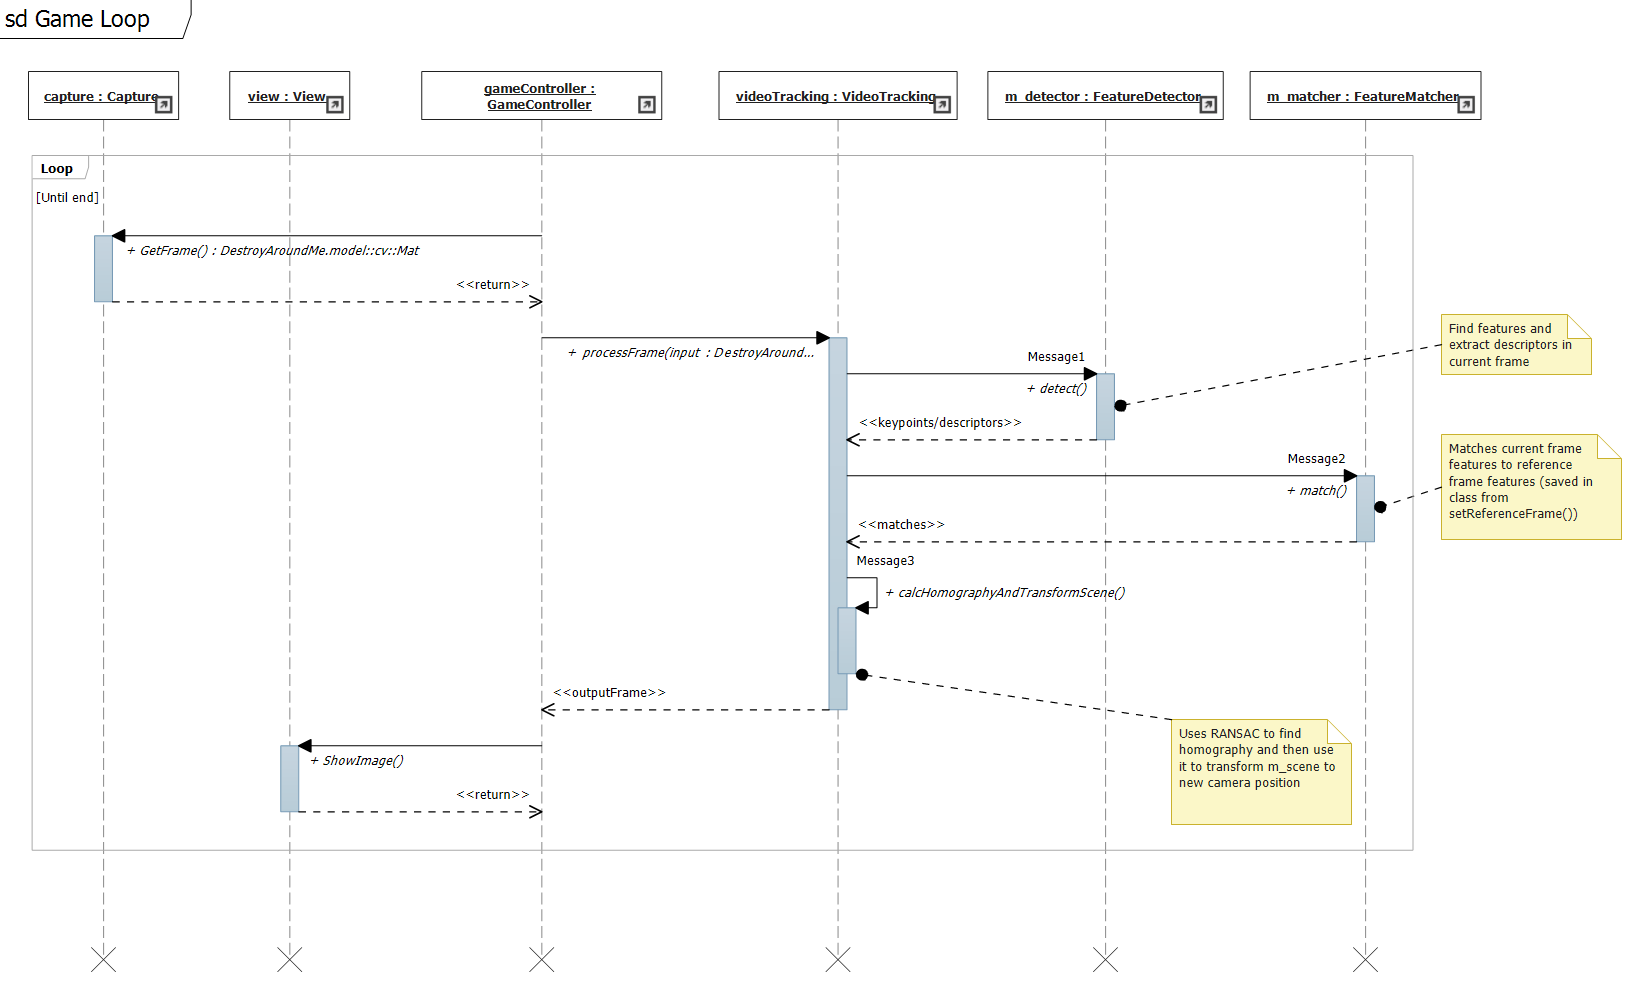 sd Game Loop
capture : Capture
view : View
gameController :
GameController
videoTracking : VideoTracking
m_detector : FeatureDetector
m_matcher : FeatureMatcher
Loop
[Until end]
+ GetFrame() : DestroyAroundMe.model::cv::Mat
<<return>>
+ processFrame(input : DestroyAround...
Message1
+ detect()
Find features and
extract descriptors in
current frame
<<keypoints/descriptors>>
Message2
+ match()
Matches current frame
features to reference
frame features (saved in
class from
setReferenceFrame())
<<matches>>
Message3
+ calcHomographyAndTransformScene()
<<outputFrame>>
Uses RANSAC to find
homography and then use
it to transform m_scene to
new camera position
+ ShowImage()
<<return>>